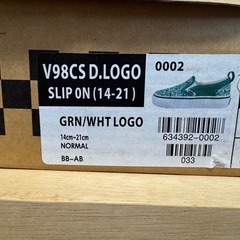 V98CS D.LOGO
0002
SLIP ON (14-21)
GRN/WHT LOGO
14cm~21cm
NORMAL
BB-AB
634392-0002
033